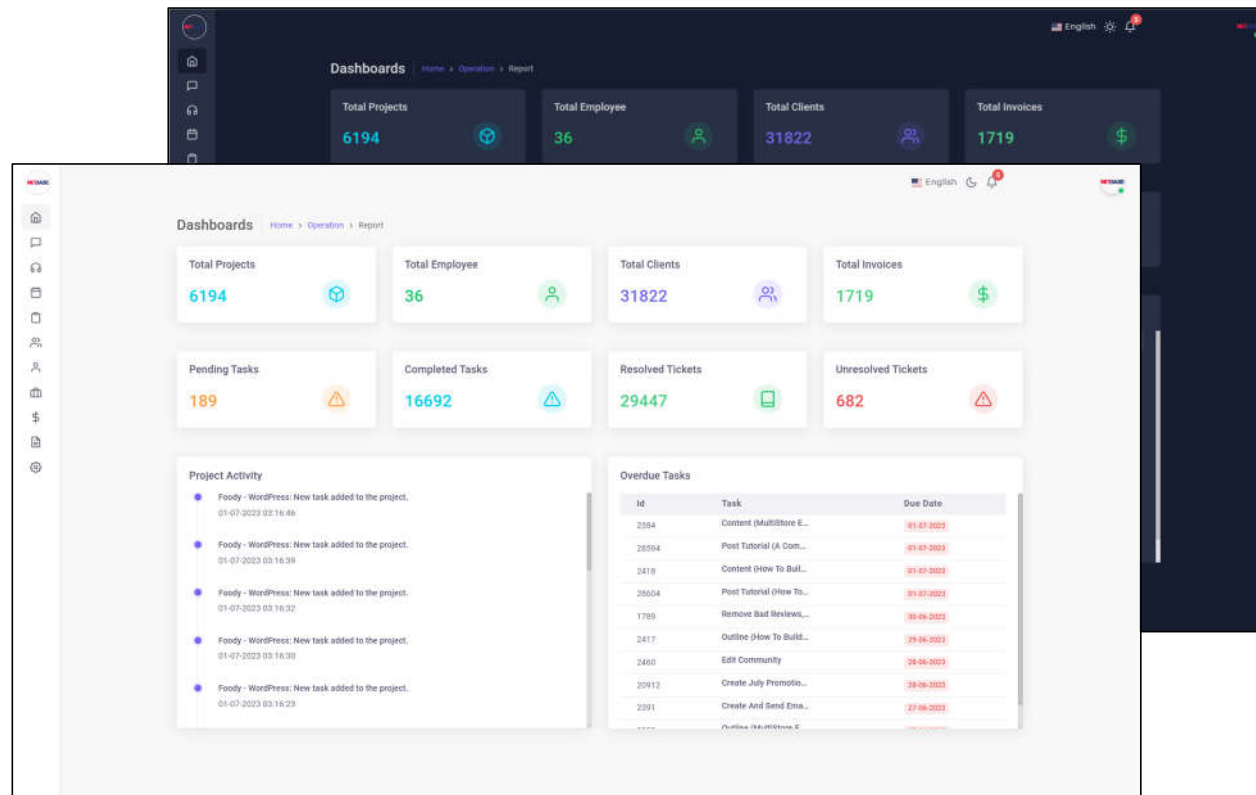 English
5
Dashboards Home > Operation > Report
Total Projects
6194
Total Employee
36
Total Clients
31822
Total Invoices
1719
NETBASE
English
NETBASE
Dashboards Home > Operation > Report
Total Projects
6194
Total Employee
36
Total Clients
31822
Total Invoices
1719
Pending Tasks
189
Completed Tasks
16692
Resolved Tickets
29447
Unresolved Tickets
682
Project Activity
Foody - WordPress: New task added to the project.
01-07-2023 03:16:46
Foody - WordPress: New task added to the project.
01-07-2023 03:16:39
Foody - WordPress: New task added to the project.
01-07-2023 03:16:32
Foody - WordPress: New task added to the project.
01-07-2023 03:16:30
Foody - WordPress: New task added to the project.
01-07-2023 03:16:23
Overdue Tasks
Id Task Due Date
2384 Content (MultiStore E... 01-07-2023
28594 Post Tutorial (A Com... 01-07-2023
2418 Content (How To Buil... 01-07-2023
28604 Post Tutorial (How To... 01-07-2023
1789 Remove Bad Reviews,... 30-06-2023
2417 Outline (How To Build... 29-06-2023
2460 Edit Community 28-06-2023
20912 Create July Promotio... 28-06-2023
2391 Create And Send Ema... 27-06-2023
Outline (MultiStore E...